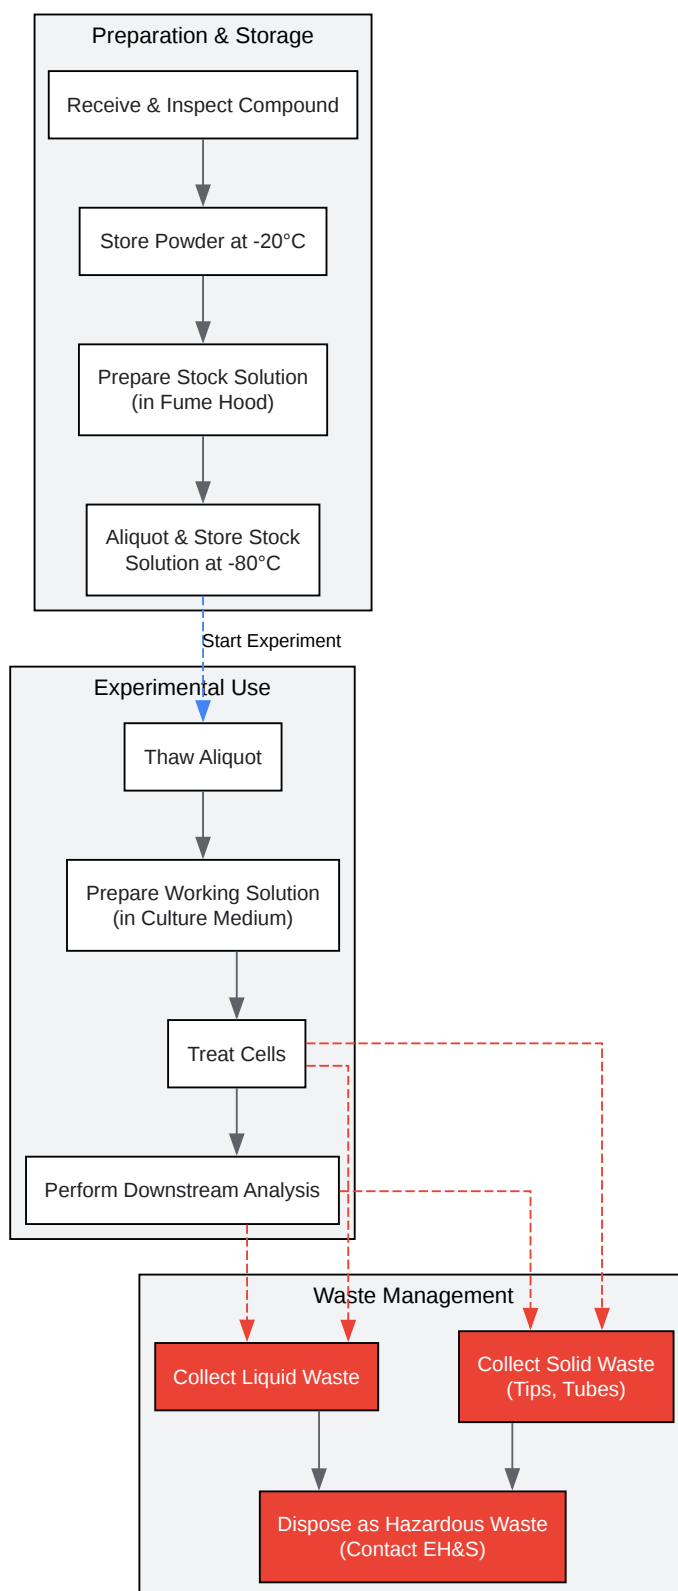 Preparation & Storage
Receive & Inspect Compound
Store Powder at -20°C
Prepare Stock Solution
(in Fume Hood)
Aliquot & Store Stock
Solution at -80°C
Start Experiment
Experimental Use
Thaw Aliquot
Prepare Working Solution
(in Culture Medium)
Treat Cells
Perform Downstream Analysis
Waste Management
Collect Liquid Waste
Collect Solid Waste
(Tips, Tubes)
Dispose as Hazardous Waste
(Contact EH&S)